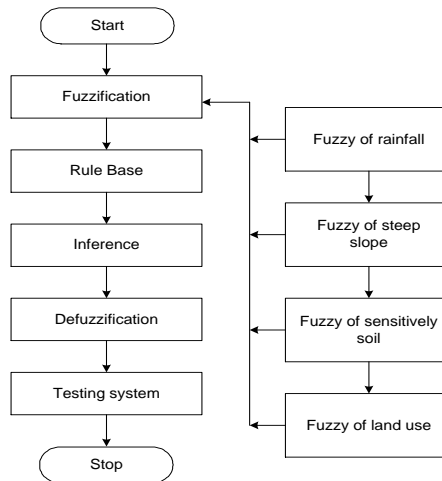 Start
Fuzzification
Rule Base
Inference
Defuzzification
Testing system
Stop
Fuzzy of rainfall
Fuzzy of steep
slope
Fuzzy of sensitively
soil
Fuzzy of land use